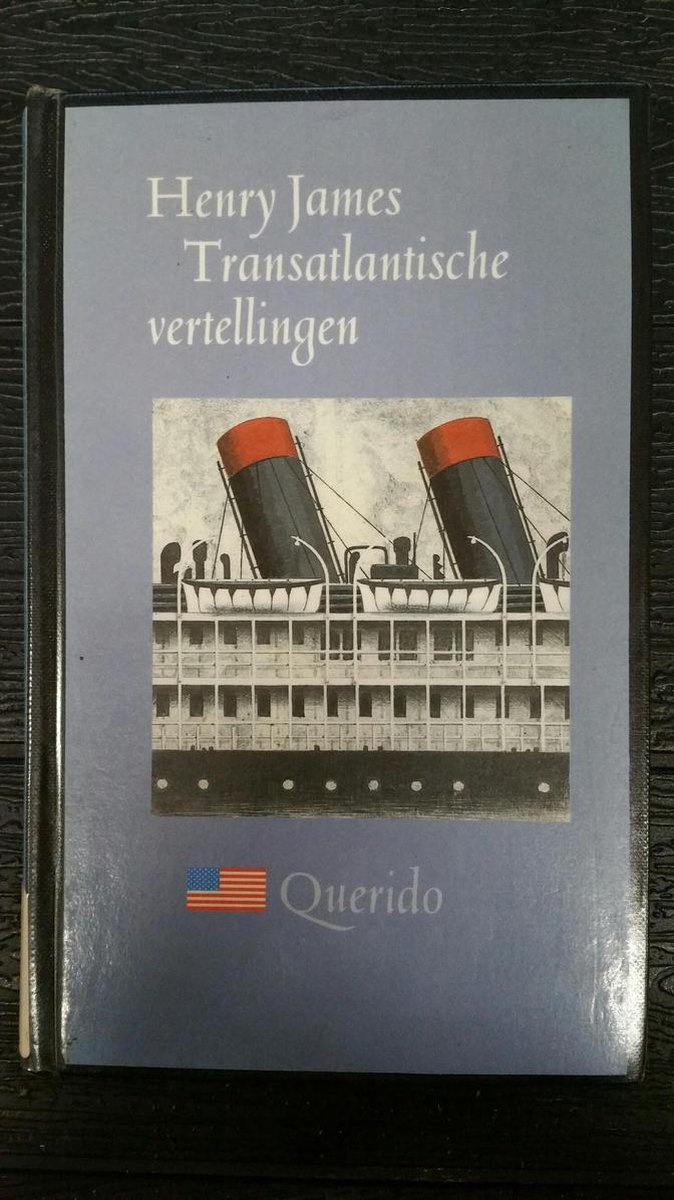 Henry James
Transatlantische
vertellingen
Querido